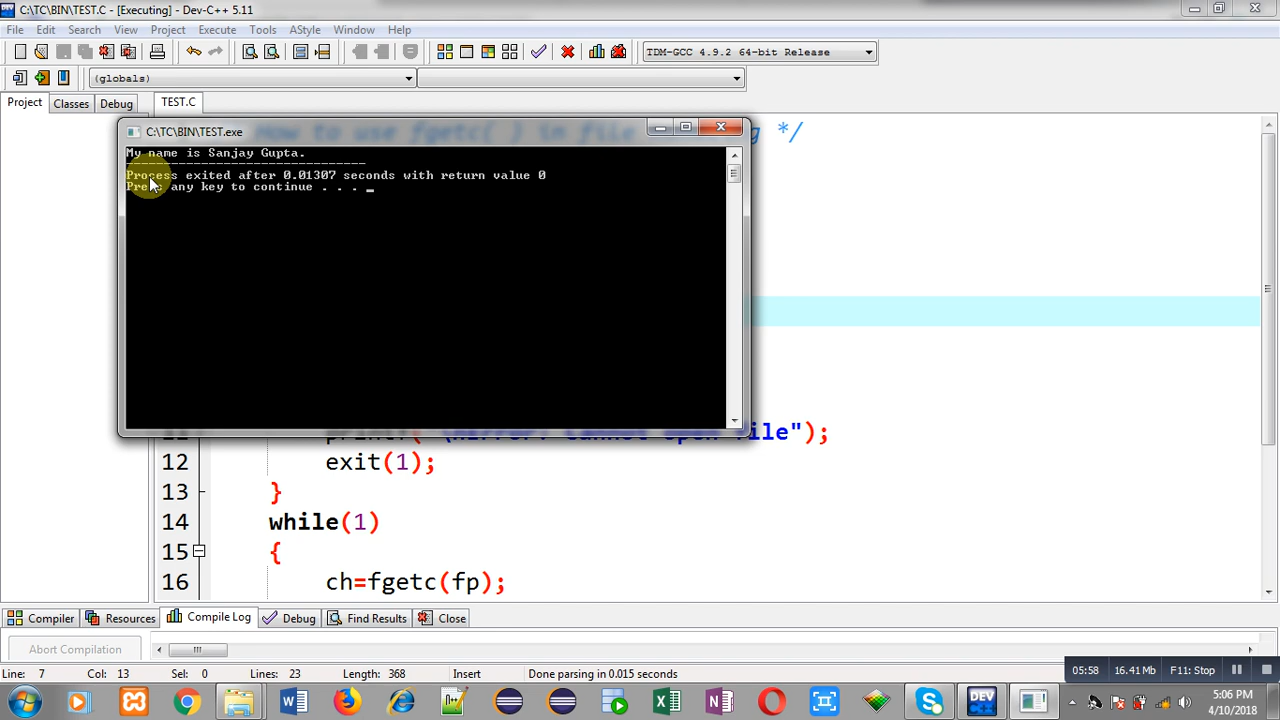 C:\TC\BIN\TEST.C - [Executing] - Dev-C++ 5.11
File Edit Search View Project Execute Tools AStyle Window Help
TDM-GCC 4.9.2 64-bit Release
(globals)
Project Classes Debug TEST.C
*/
C:\TC\BIN\TEST.exe
My name is Sanjay Gupta.
--------------------------------
Process exited after 0.01307 seconds with return value 0
Press any key to continue . . . _
file");
12 exit(1);
13 }
14 while(1)
15 {
16 ch=fgetc(fp);
Compiler Resources Compile Log Debug Find Results Close
Abort Compilation
Line: 7 Col: 13 Sel: 0 Lines: 23 Length: 368 Insert Done parsing in 0.015 seconds
05:58 16.41 Mb F11: Stop
DEV C++
5:06 PM
4/10/2018